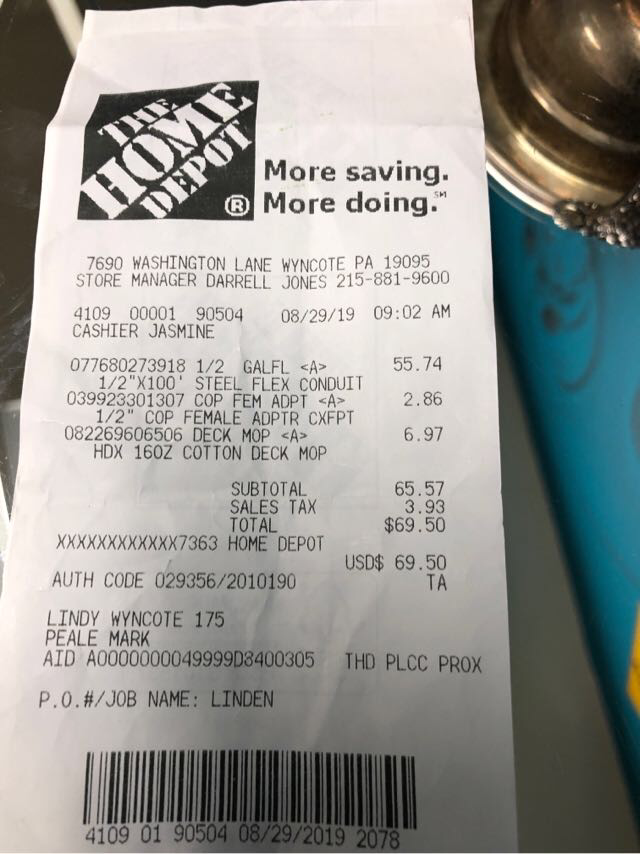 THE
HOME
DEPOT
®
More saving.
More doing.℠
7690 WASHINGTON LANE WYNCOTE PA 19095
STORE MANAGER DARRELL JONES 215-881-9600
4109 00001 90504 08/29/19 09:02 AM
CASHIER JASMINE
077680273918 1/2 GALFL <A> 55.74
1/2"X100' STEEL FLEX CONDUIT
039923301307 COP FEM ADPT <A> 2.86
1/2" COP FEMALE ADPTR CXFPT
082269606506 DECK MOP <A> 6.97
HDX 16OZ COTTON DECK MOP
SUBTOTAL 65.57
SALES TAX 3.93
TOTAL $69.50
XXXXXXXXXXXX7363 HOME DEPOT
USD$ 69.50
AUTH CODE 029356/2010190 TA
LINDY WYNCOTE 175
PEALE MARK
AID A0000000049999D8400305 THD PLCC PROX
P.O.#/JOB NAME: LINDEN
4109 01 90504 08/29/2019 2078